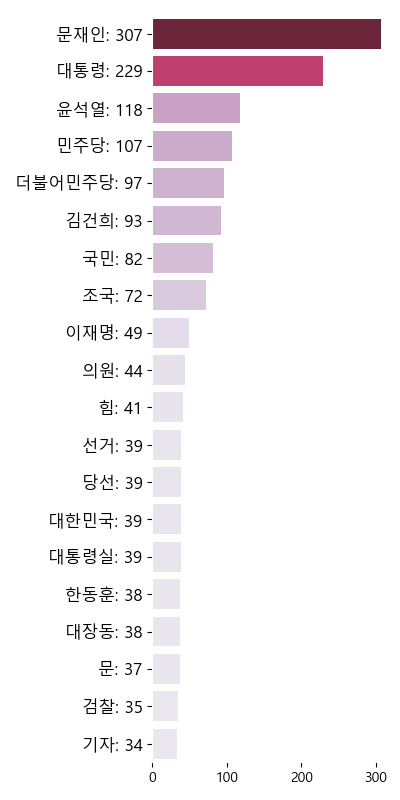 문재인: 307
대통령: 229
윤석열: 118
민주당: 107
더불어민주당: 97
김건희: 93
국민: 82
조국: 72
이재명: 49
의원: 44
힘: 41
선거: 39
당선: 39
대한민국: 39
대통령실: 39
한동훈: 38
대장동: 38
문: 37
검찰: 35
기자: 34
0 100 200 300